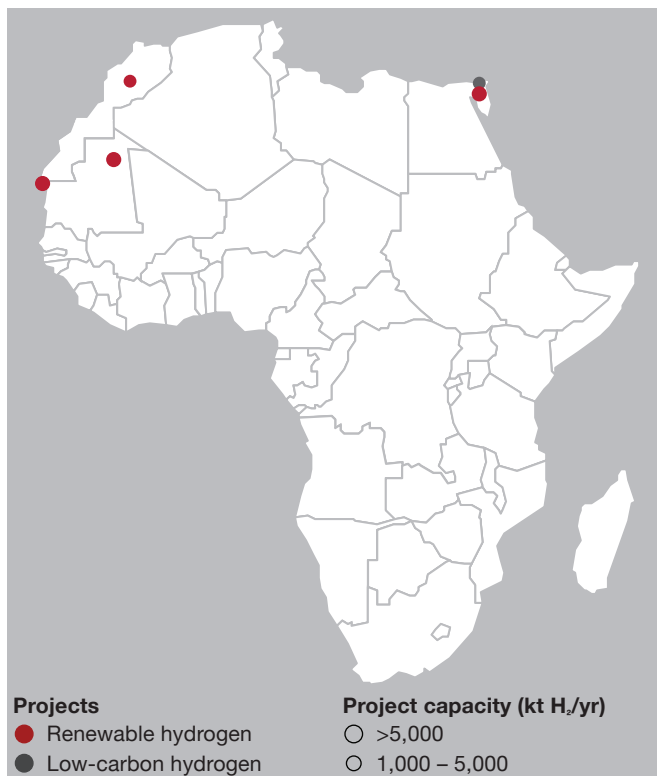 Projects
Renewable hydrogen
Low-carbon hydrogen
Project capacity (kt H₂/yr)
>5,000
1,000 – 5,000